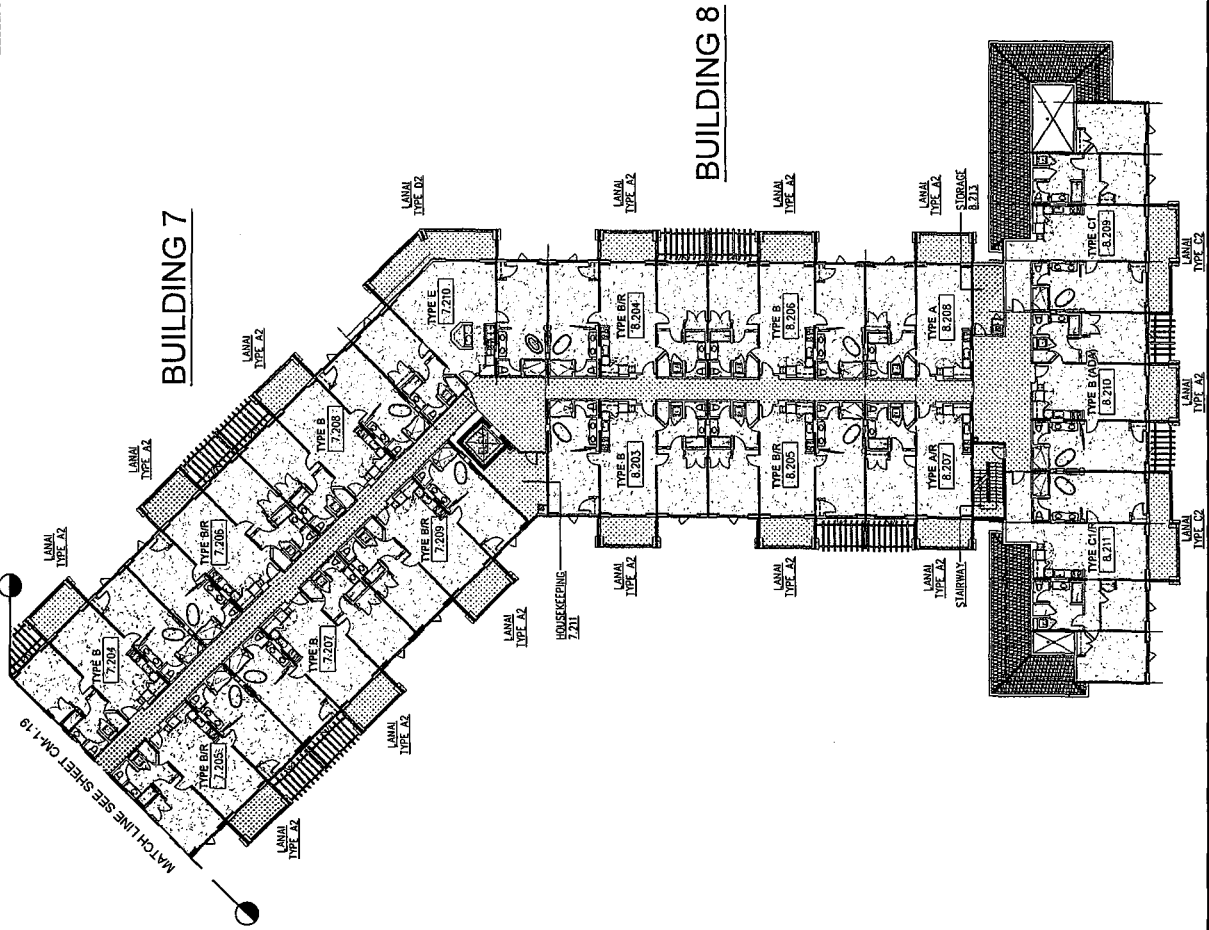 BUILDING 7
BUILDING 8
MATCH LINE SEE SHEET CM-1.19
LANAI
TYPE A2
LANAI
TYPE A2
LANAI
TYPE A2
LANAI
TYPE D2
LANAI
TYPE A2
LANAI
TYPE A2
LANAI
TYPE A2
STORAGE
8.213
TYPE B
7.204
TYPE B/R
7.205
TYPE B/R
7.206
TYPE B
7.207
TYPE B
7.208
TYPE B/R
7.209
TYPE E
7.210
LANAI
TYPE A2
LANAI
TYPE A2
LANAI
TYPE A2
HOUSEKEEPING
7.211
TYPE B
8.203
TYPE B/R
8.204
TYPE B/R
8.205
TYPE B
8.206
TYPE A/R
8.207
TYPE A
8.208
LANAI
TYPE A2
LANAI
TYPE A2
LANAI
TYPE A2
STAIRWAY
TYPE C1
8.209
TYPE B (ADA)
8.210
TYPE C1/R
8.211
LANAI
TYPE C2
LANAI
TYPE A2
LANAI
TYPE C2